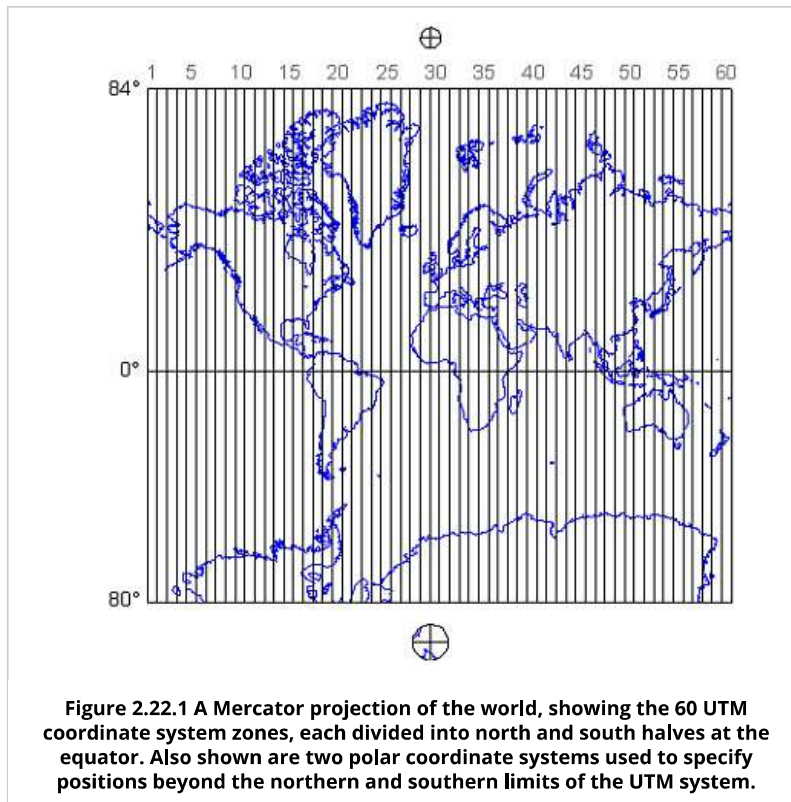 1 5 10 15 20 25 30 35 40 45 50 55 60
84°
0°
80°
Figure 2.22.1 A Mercator projection of the world, showing the 60 UTM
coordinate system zones, each divided into north and south halves at the
equator. Also shown are two polar coordinate systems used to specify
positions beyond the northern and southern limits of the UTM system.